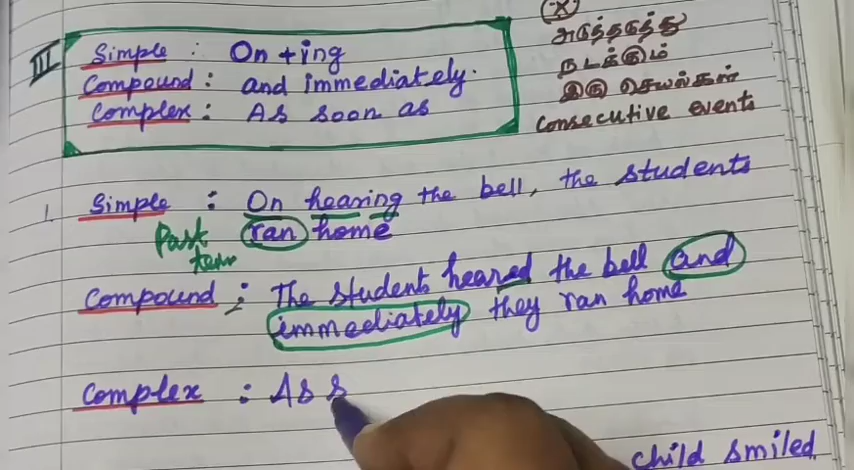 III
Simple : On + ing
Compound : and immediately.
Complex : As soon as
(*)
அடுத்தடுத்து
நடக்கும்
இரு செயல்கள்
Consecutive events
1. Simple : On hearing the bell, the students
ran home
Past
Compound : The student heared the bell and
immediately they ran home
Complex : As s
child smiled